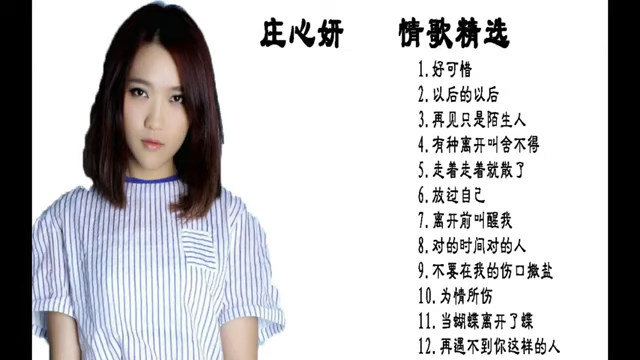 庄心妍 情歌精选
1.好可惜
2.以后的以后
3.再见只是陌生人
4.有种离开叫舍不得
5.走着走着就散了
6.放过自己
7.离开前叫醒我
8.对的时间对的人
9.不要在我的伤口撒盐
10.为情所伤
11.当蝴蝶离开了蝶
12.再遇不到你这样的人